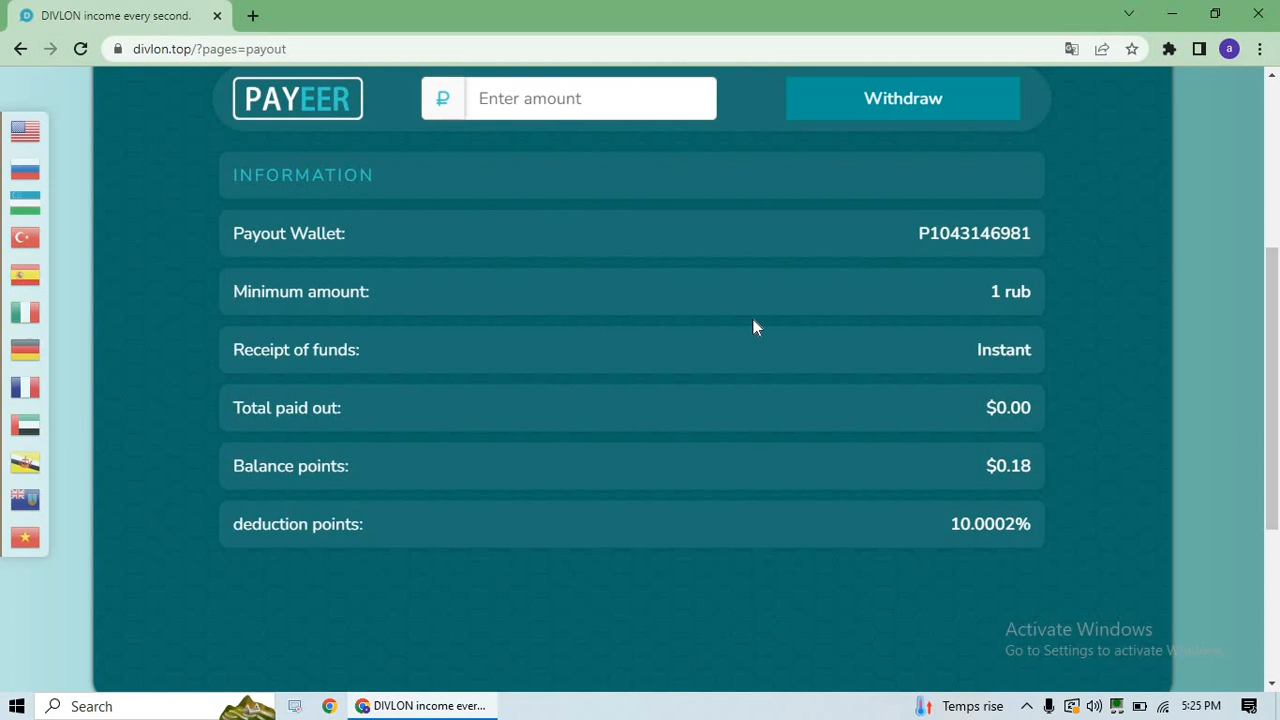 DIVLON income every second.
divlon.top/?pages=payout
a
PAYEER
₽
Enter amount
Withdraw
INFORMATION
Payout Wallet:
P1043146981
Minimum amount:
1 rub
Receipt of funds:
Instant
Total paid out:
$0.00
Balance points:
$0.18
deduction points:
10.0002%
Activate Windows
Go to Settings to activate Windows.
Search
DIVLON income ever...
Temps rise
5:25 PM